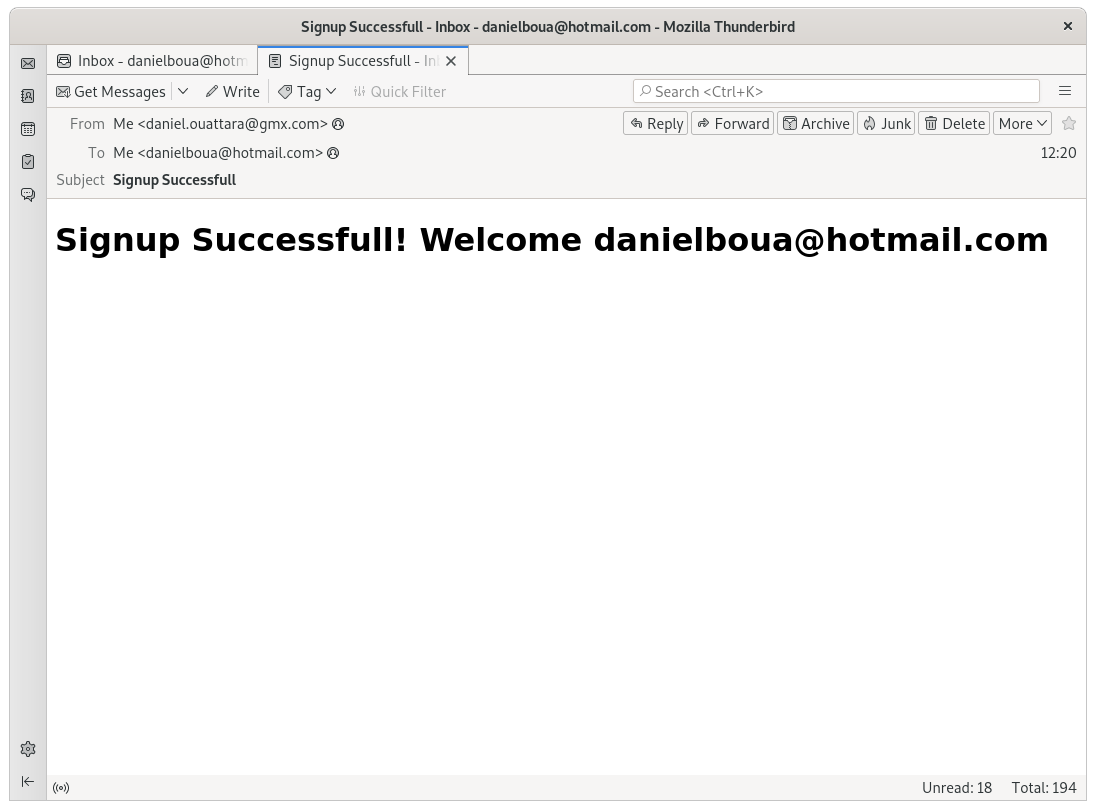 Signup Successfull - Inbox - danielboua@hotmail.com - Mozilla Thunderbird
Inbox - danielboua@hotm
Signup Successfull - In
Get Messages Write Tag Quick Filter Search <Ctrl+K>
From Me <daniel.ouattara@gmx.com> Reply Forward Archive Junk Delete More
To Me <danielboua@hotmail.com> 12:20
Subject Signup Successfull
Signup Successfull! Welcome danielboua@hotmail.com
Unread: 18 Total: 194